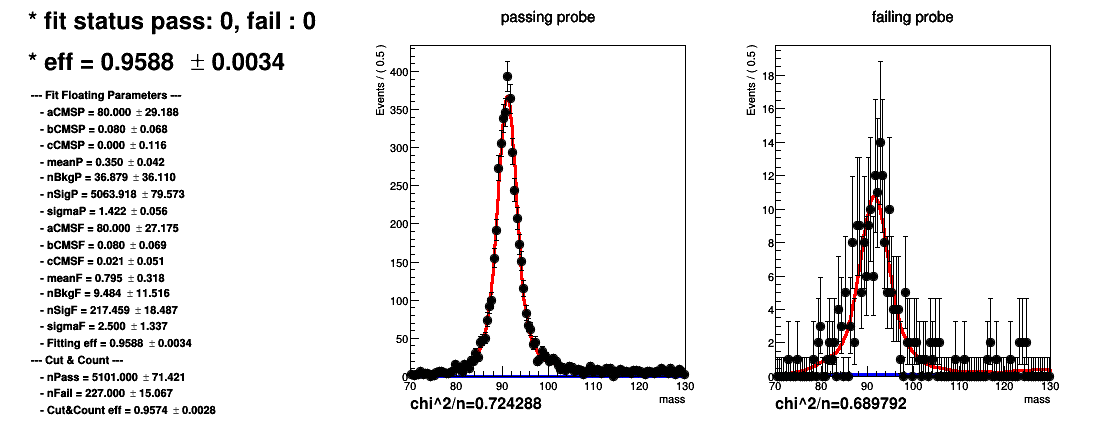 * fit status pass: 0, fail : 0
* eff = 0.9588 ± 0.0034
--- Fit Floating Parameters ---
- aCMSP = 80.000 ± 29.188
- bCMSP = 0.080 ± 0.068
- cCMSP = 0.000 ± 0.116
- meanP = 0.350 ± 0.042
- nBkgP = 36.879 ± 36.110
- nSigP = 5063.918 ± 79.573
- sigmaP = 1.422 ± 0.056
- aCMSF = 80.000 ± 27.175
- bCMSF = 0.080 ± 0.069
- cCMSF = 0.021 ± 0.051
- meanF = 0.795 ± 0.318
- nBkgF = 9.484 ± 11.516
- nSigF = 217.459 ± 18.487
- sigmaF = 2.500 ± 1.337
- Fitting eff = 0.9588 ± 0.0034
--- Cut & Count ---
- nPass = 5101.000 ± 71.421
- nFail = 227.000 ± 15.067
- Cut&Count eff = 0.9574 ± 0.0028
passing probe
Events / ( 0.5 )
400
350
300
250
200
150
100
50
0
70 80 90 100 110 120 130
mass
chi^2/n=0.724288
failing probe
Events / ( 0.5 )
18
16
14
12
10
8
6
4
2
0
70 80 90 100 110 120 130
mass
chi^2/n=0.689792